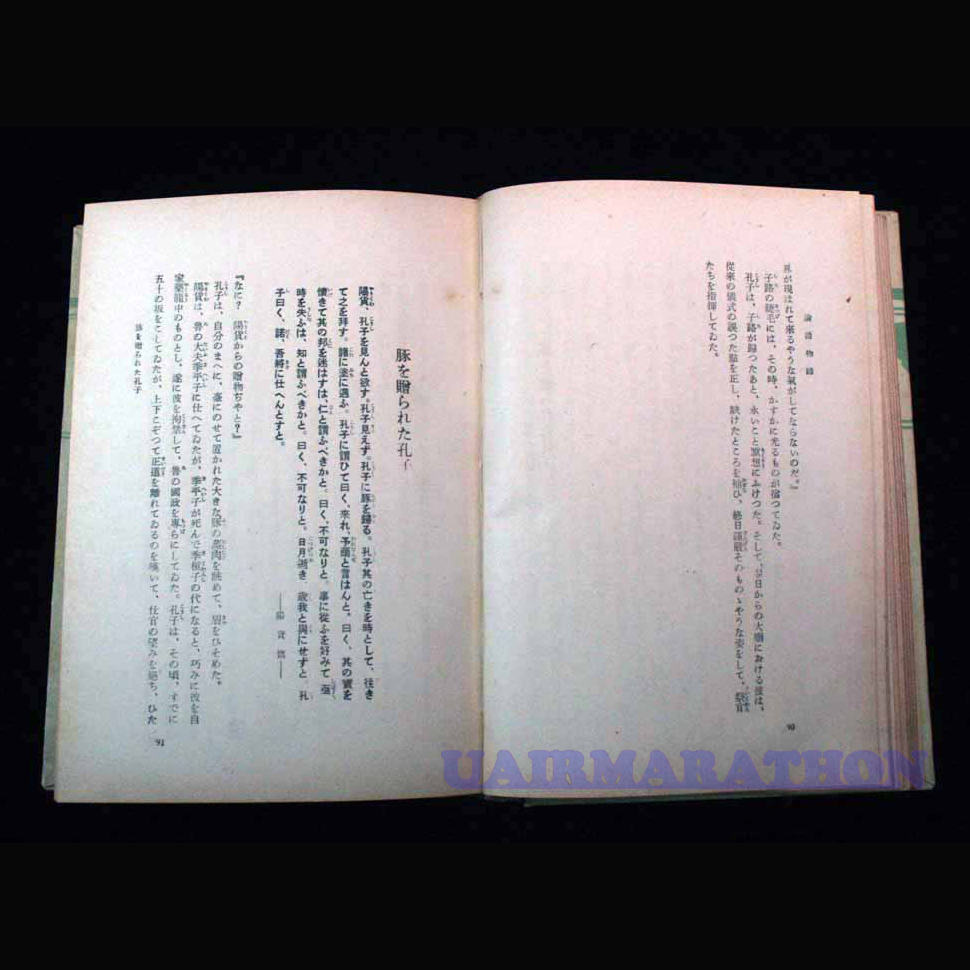 論語物語
界が現はれて來るやうな氣がしてならないのだ。』
子路の睫毛には、その時、かすかに光るものが宿つてゐた。
孔子は、子路が歸つたあと、永いこと瞑想にふけつた。そして、翌日からの大廟における彼は、
從來の儀式の誤つた點を正し、缺けたところを補ひ、終日謹嚴そのものゝやうな姿をして、祭官
たちを指揮してゐた。
90
豚を贈られた孔子
陽貨、孔子を見んと欲す。孔子見えず。孔子に豚を歸る。孔子其の亡きを時として、往き
て之を拜す。諸に塗に遇ふ。孔子に謂ひて曰く、來れ、予爾と言はんと。曰く、其の寶を
懷きて其の邦を迷はすは、仁と謂ふべきかと。曰く、不可なりと。事に從ふを好みて亟〻
時を失ふは、知と謂ふべきかと。曰く、不可なりと。日月逝き、歳我と與にせずと。孔
子曰く、諾、吾將に仕へんとすと。
——陽貨篇——
『なに？ 陽貨からの贈物ぢやと？』
孔子は、自分のまへに、臺にのせて置かれた大きな豚の蒸肉を眺めて、眉をひそめた。
陽貨は、魯の大夫季平子に仕へてゐたが、季平子が死んで季桓子の代になると、巧みに彼を自
家藥籠中のものとし、遂に彼を拘禁して、魯の國政を專らにしてゐた。孔子は、その頃、すでに
五十の坂をこしてゐたが、上下こぞつて正道を離れてゐるのを嘆いて、仕官の望みを絶ち、ひた
豚を贈られた孔子
91
UAIRMARATHON